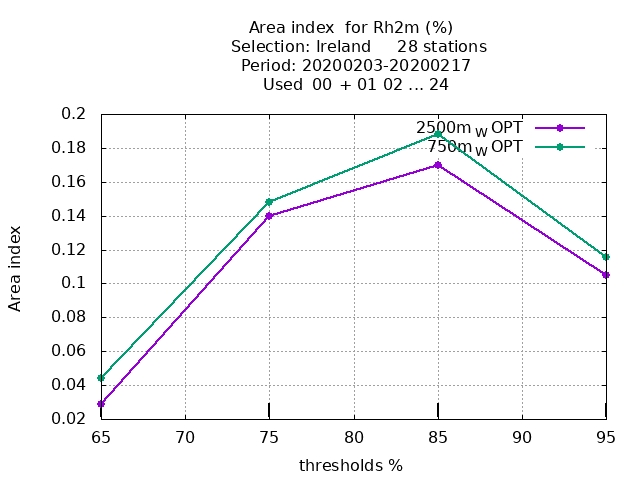 Area index  for Rh2m (%)
Selection: Ireland     28 stations
Period: 20200203-20200217
Used  00 + 01 02 ... 24
2500m W OPT
750m W OPT
0.2
0.18
0.16
0.14
0.12
0.1
0.08
0.06
0.04
0.02
Area index
65 70 75 80 85 90 95
thresholds %